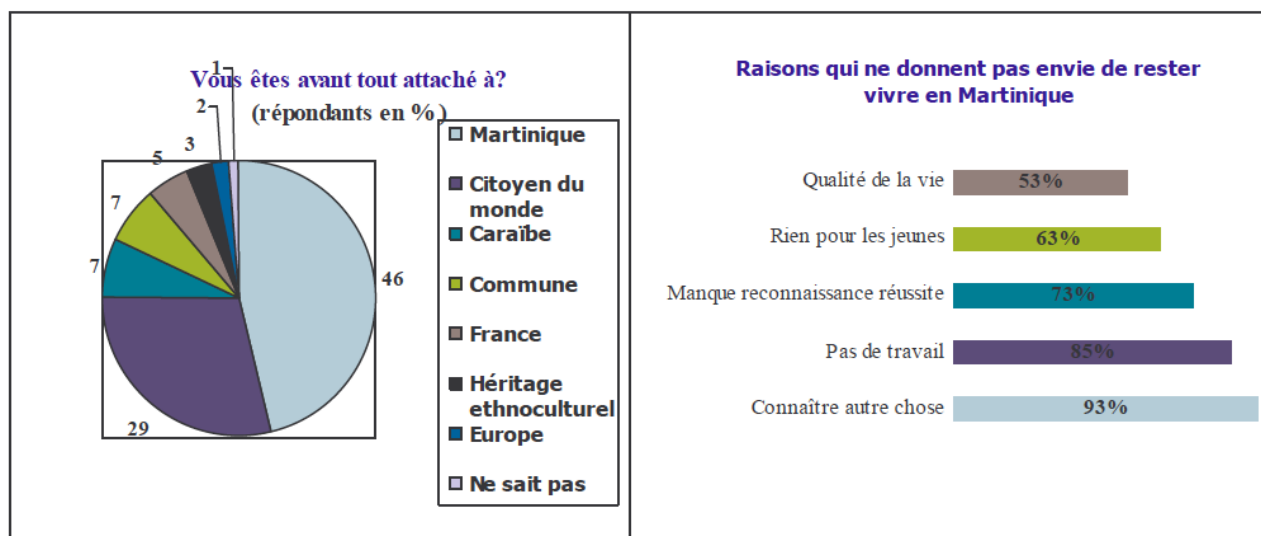 Vous êtes avant tout attaché à?
(répondants en %)
1
2
3
5
7
7
46
29
Martinique
Citoyen du
monde
Caraïbe
Commune
France
Héritage
ethnoculturel
Europe
Ne sait pas
Raisons qui ne donnent pas envie de rester
vivre en Martinique
Qualité de la vie 53%
Rien pour les jeunes 63%
Manque reconnaissance réussite 73%
Pas de travail 85%
Connaître autre chose 93%